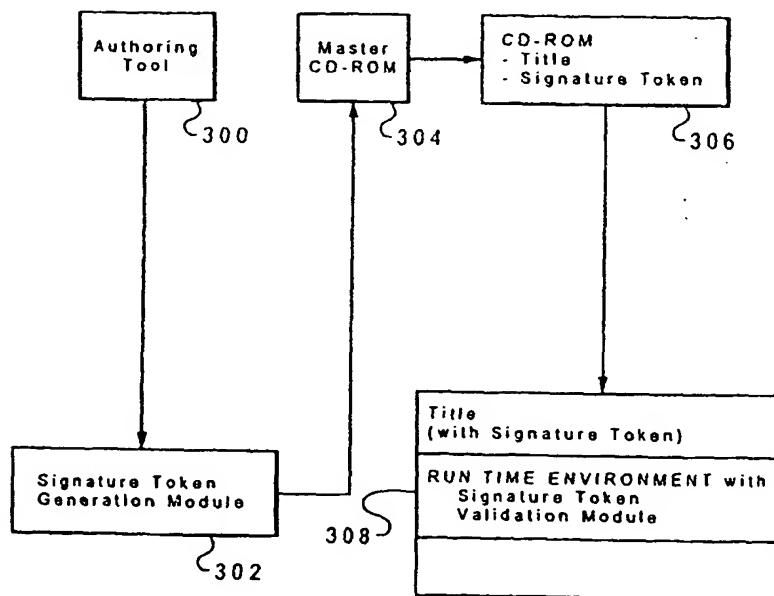 Authoring
Tool
300
Master
CD-ROM
304
CD-ROM
- Title
- Signature Token
306
Signature Token
Generation Module
302
Title
(with Signature Token)
RUN TIME ENVIRONMENT with
Signature Token
Validation Module
308